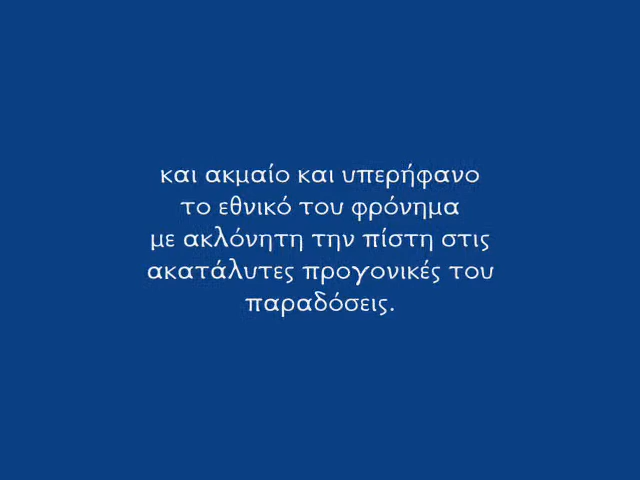 και ακμαίο και υπερήφανο
το εθνικό του φρόνημα
με ακλόνητη την πίστη στις
ακατάλυτες προγονικές του
παραδόσεις.